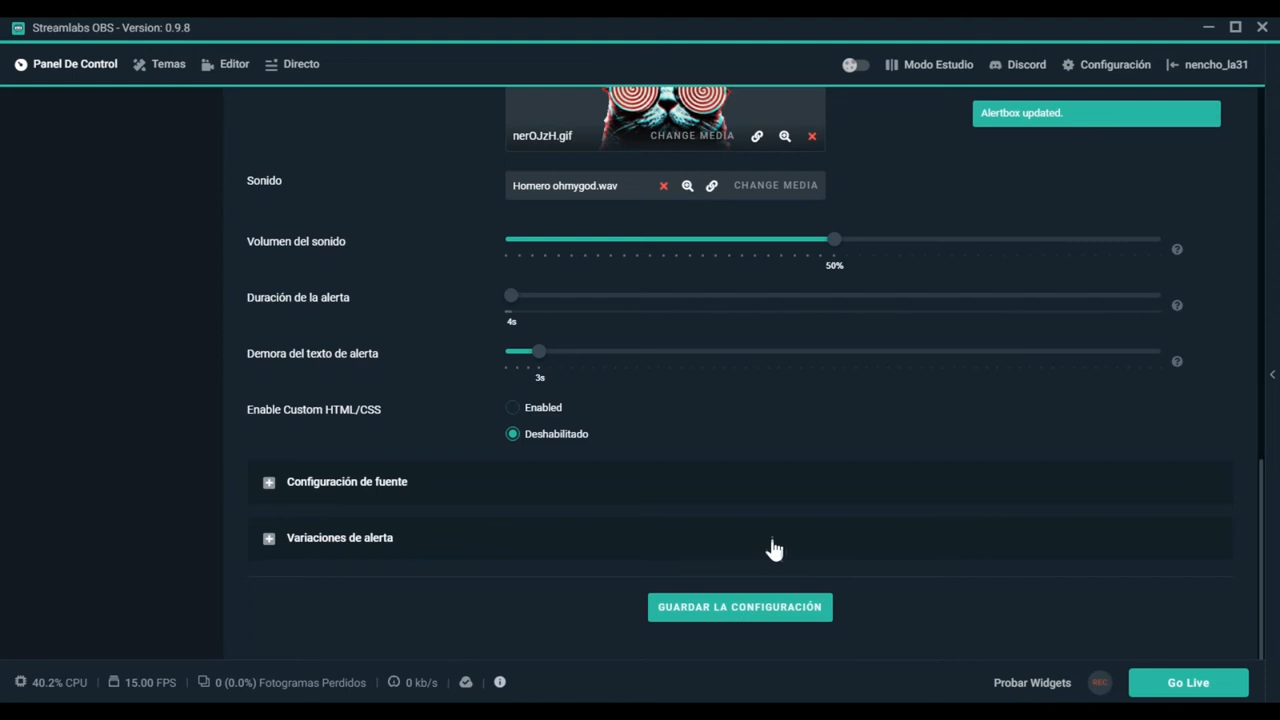 Streamlabs OBS - Version: 0.9.8
Panel De Control Temas Editor Directo Modo Estudio Discord Configuración nencho_la31
Alertbox updated.
nerOJzH.gif CHANGE MEDIA
Sonido Homero ohmygod.wav CHANGE MEDIA
Volumen del sonido
50%
Duración de la alerta
4s
Demora del texto de alerta
3s
Enable Custom HTML/CSS Enabled
Deshabilitado
Configuración de fuente
Variaciones de alerta
GUARDAR LA CONFIGURACIÓN
40.2% CPU 15.00 FPS 0 (0.0%) Fotogramas Perdidos 0 kb/s Probar Widgets REC Go Live